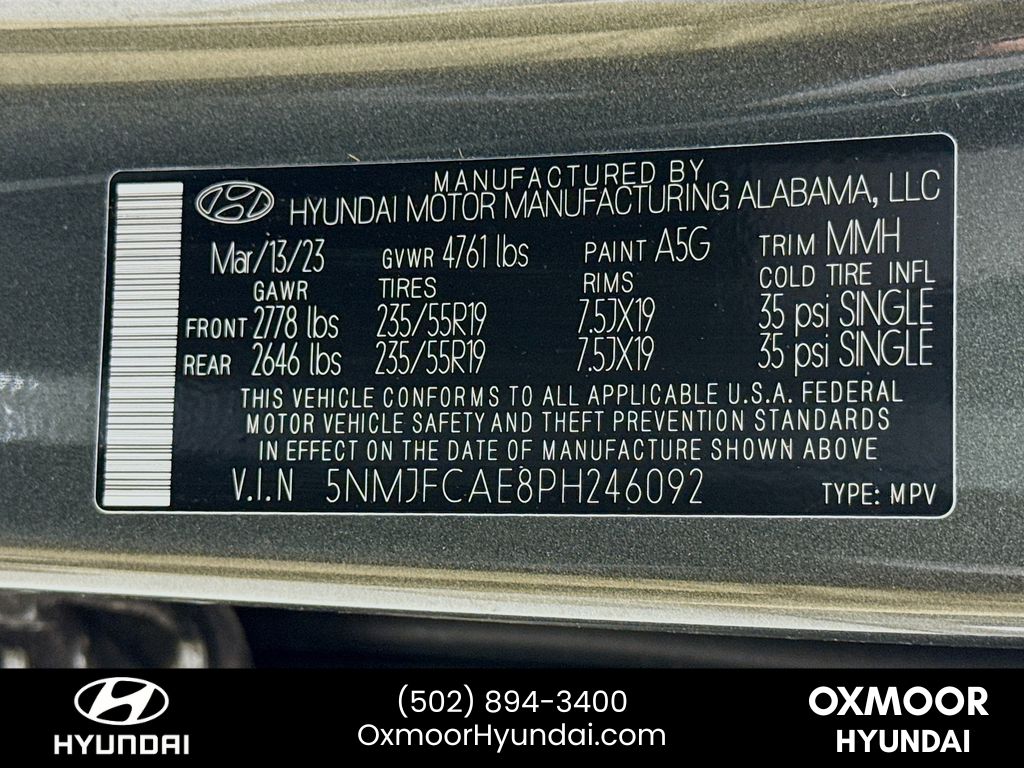 MANUFACTURED BY
HYUNDAI MOTOR MANUFACTURING ALABAMA, LLC
Mar/13/23 GVWR 4761 lbs PAINT A5G TRIM MMH
GAWR TIRES RIMS COLD TIRE INFL
FRONT 2778 lbs 235/55R19 7.5JX19 35 psi SINGLE
REAR 2646 lbs 235/55R19 7.5JX19 35 psi SINGLE
THIS VEHICLE CONFORMS TO ALL APPLICABLE U.S.A. FEDERAL
MOTOR VEHICLE SAFETY AND THEFT PREVENTION STANDARDS
IN EFFECT ON THE DATE OF MANUFACTURE SHOWN ABOVE
V.I.N 5NMJFCAE8PH246092 TYPE: MPV
HYUNDAI
(502) 894-3400
OxmoorHyundai.com
OXMOOR
HYUNDAI